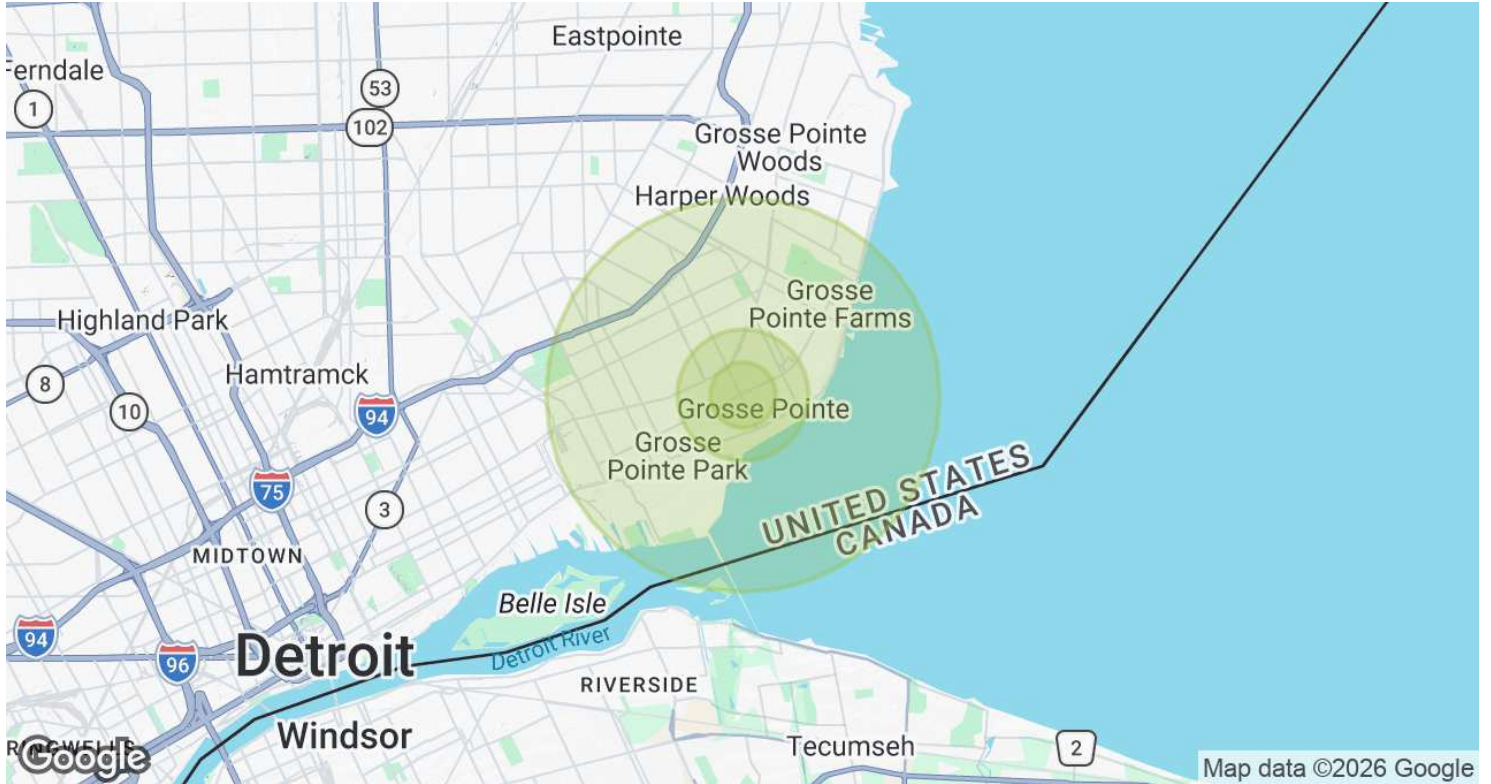 Eastpointe
Ferndale
53
1
102
Grosse Pointe
Woods
Harper Woods
Grosse
Pointe Farms
Highland Park
Hamtramck
8
10
94
Grosse Pointe
Grosse
Pointe Park
75
3
UNITED STATES
CANADA
MIDTOWN
Belle Isle
Detroit River
94
96
Detroit
RIVERSIDE
Windsor
Tecumseh
2
Google
Map data ©2026 Google